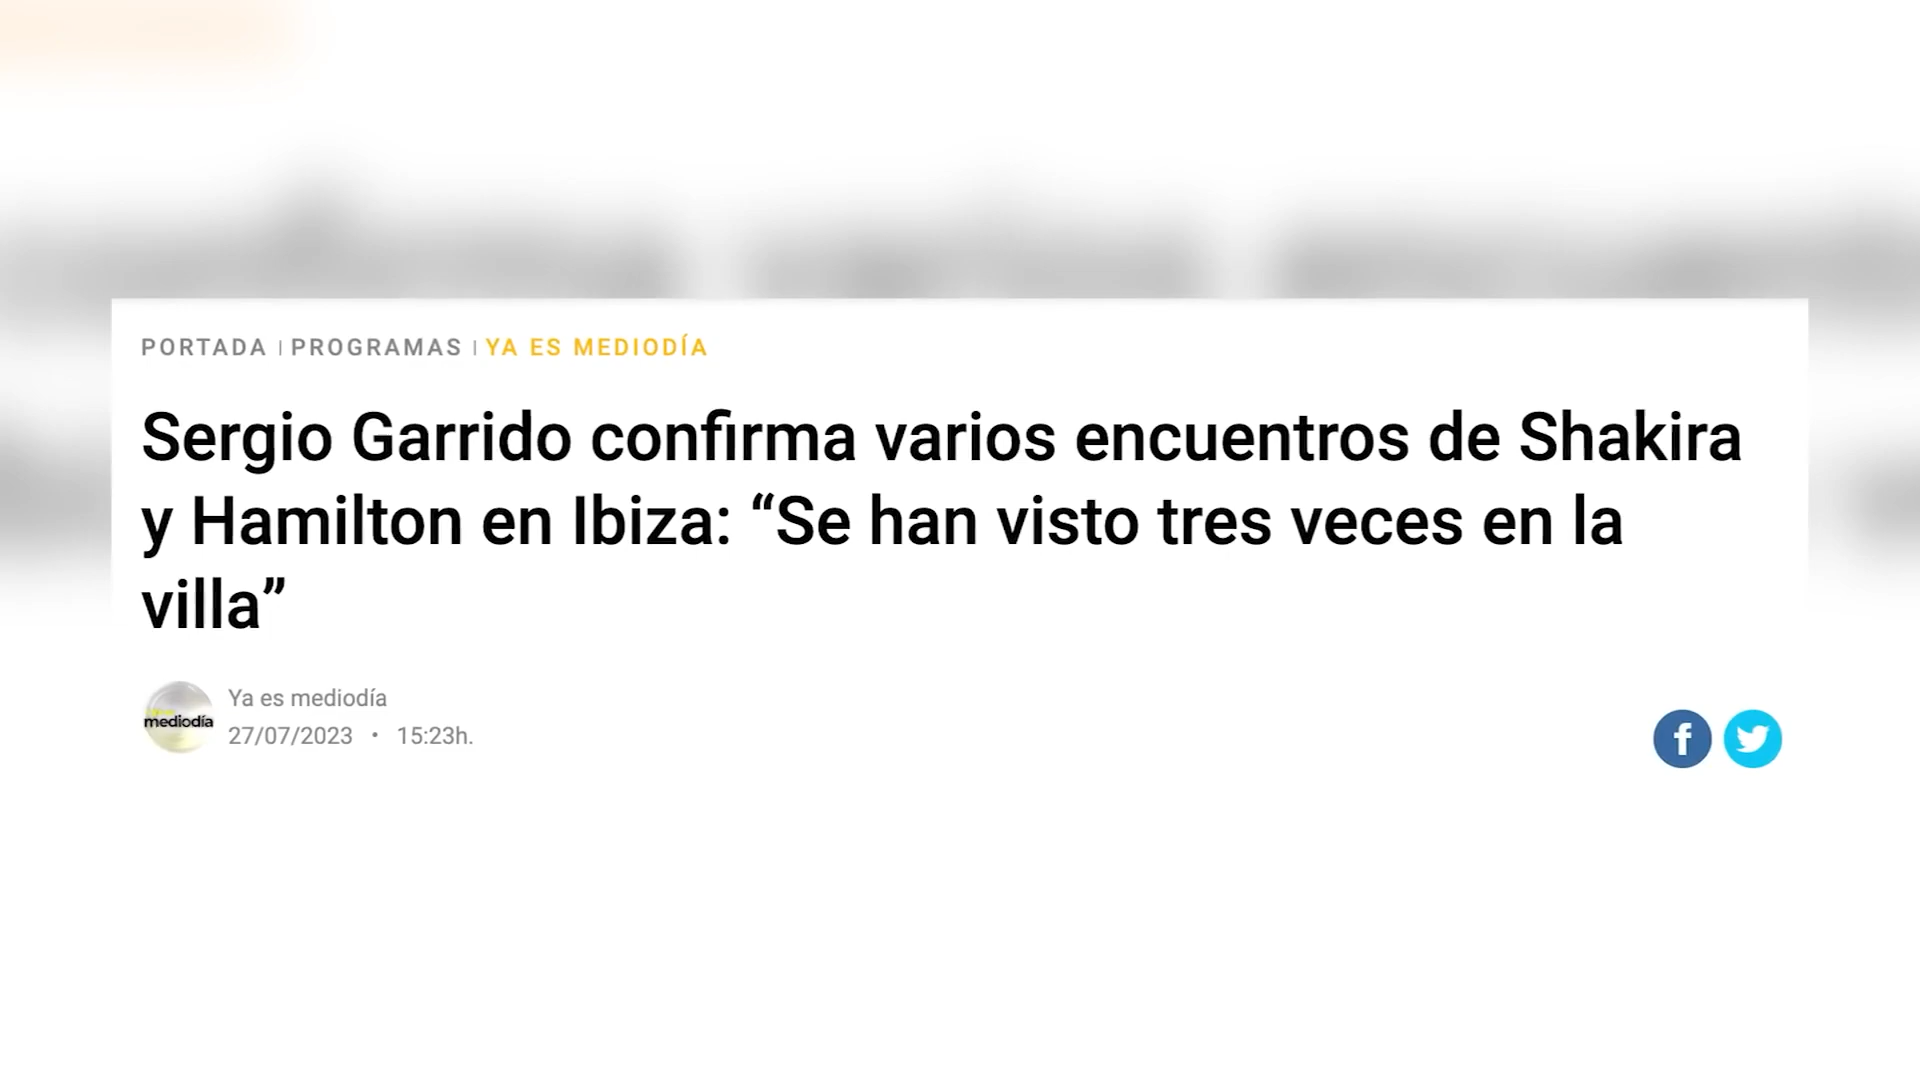 PORTADA | PROGRAMAS | YA ES MEDIODÍA
Sergio Garrido confirma varios encuentros de Shakira
y Hamilton en Ibiza: “Se han visto tres veces en la
villa”
mediodía
Ya es mediodía
27/07/2023 • 15:23h.